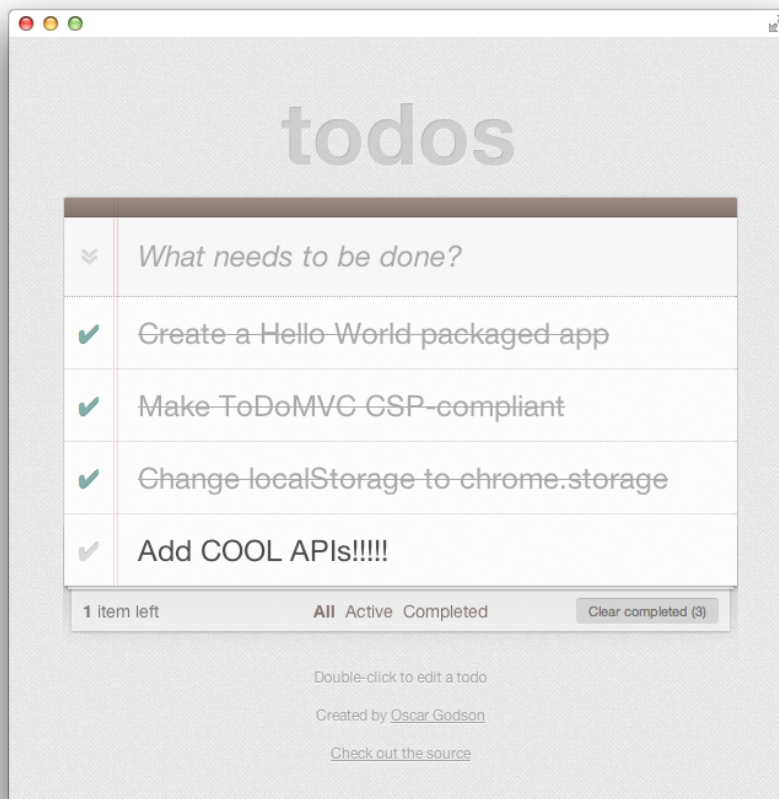 todos
What needs to be done?
Create a Hello World packaged app
Make ToDoMVC CSP-compliant
Change localStorage to chrome.storage
Add COOL APIs!!!!!
1 item left All Active Completed Clear completed (3)
Double-click to edit a todo
Created by Oscar Godson
Check out the source